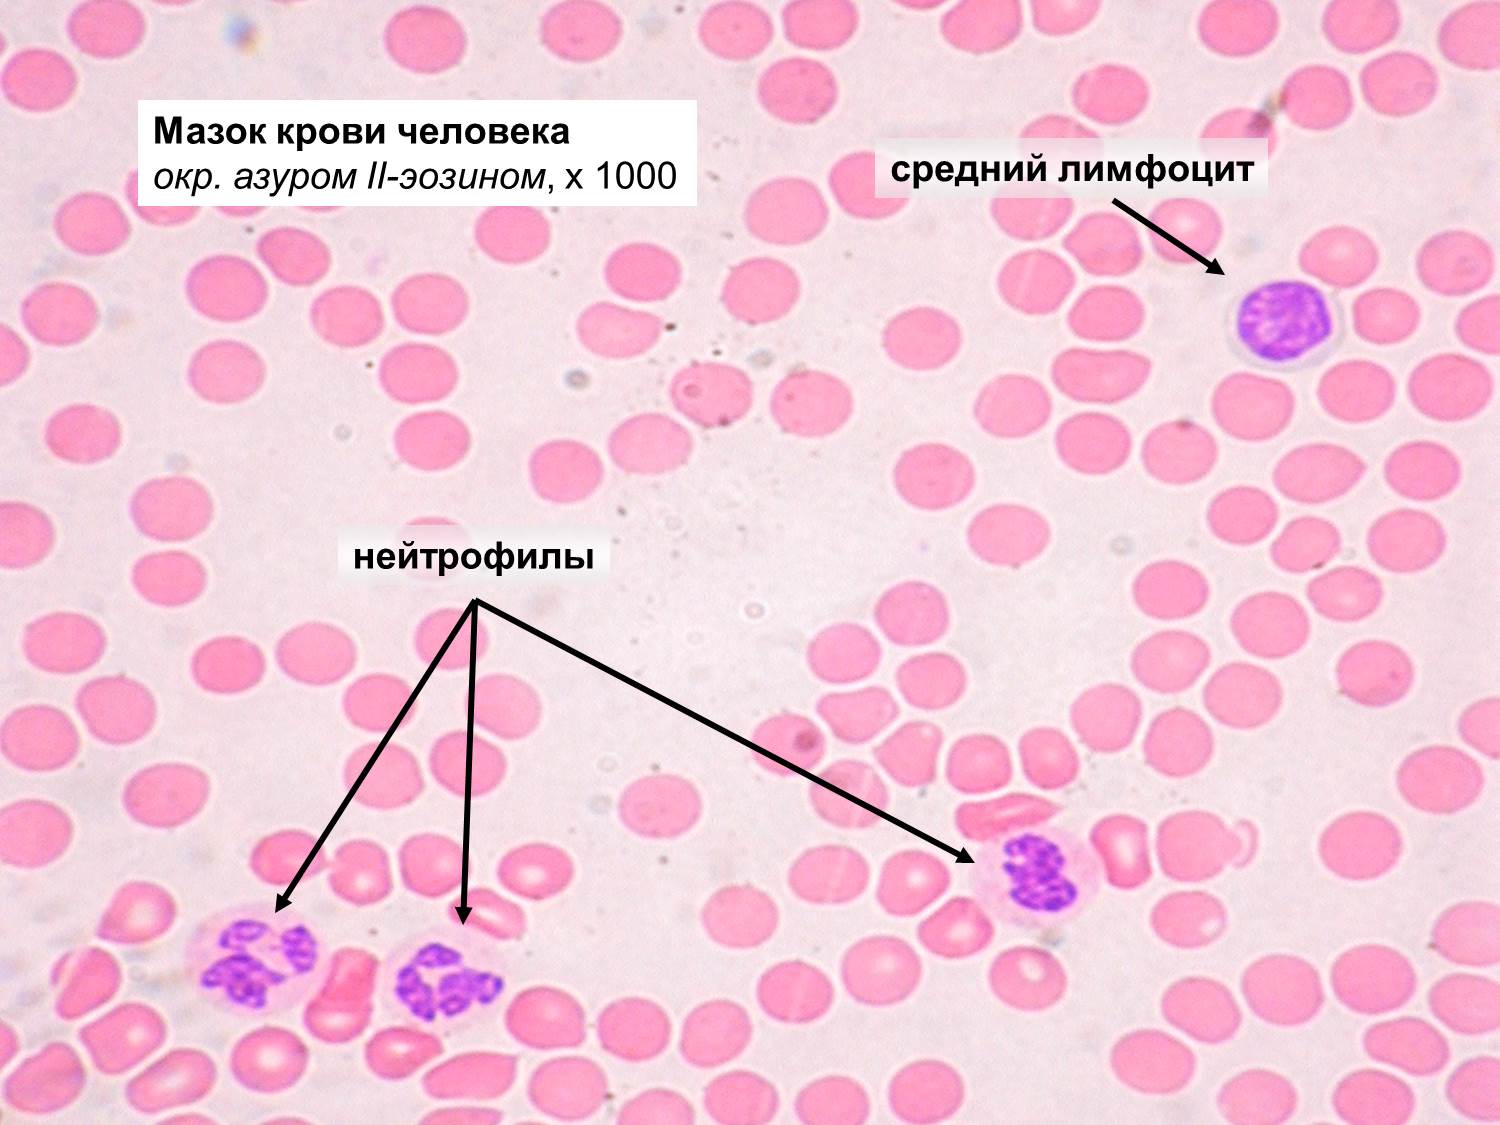 Мазок крови человека
окр. азуром II-эозином, х 1000
средний лимфоцит
нейтрофилы